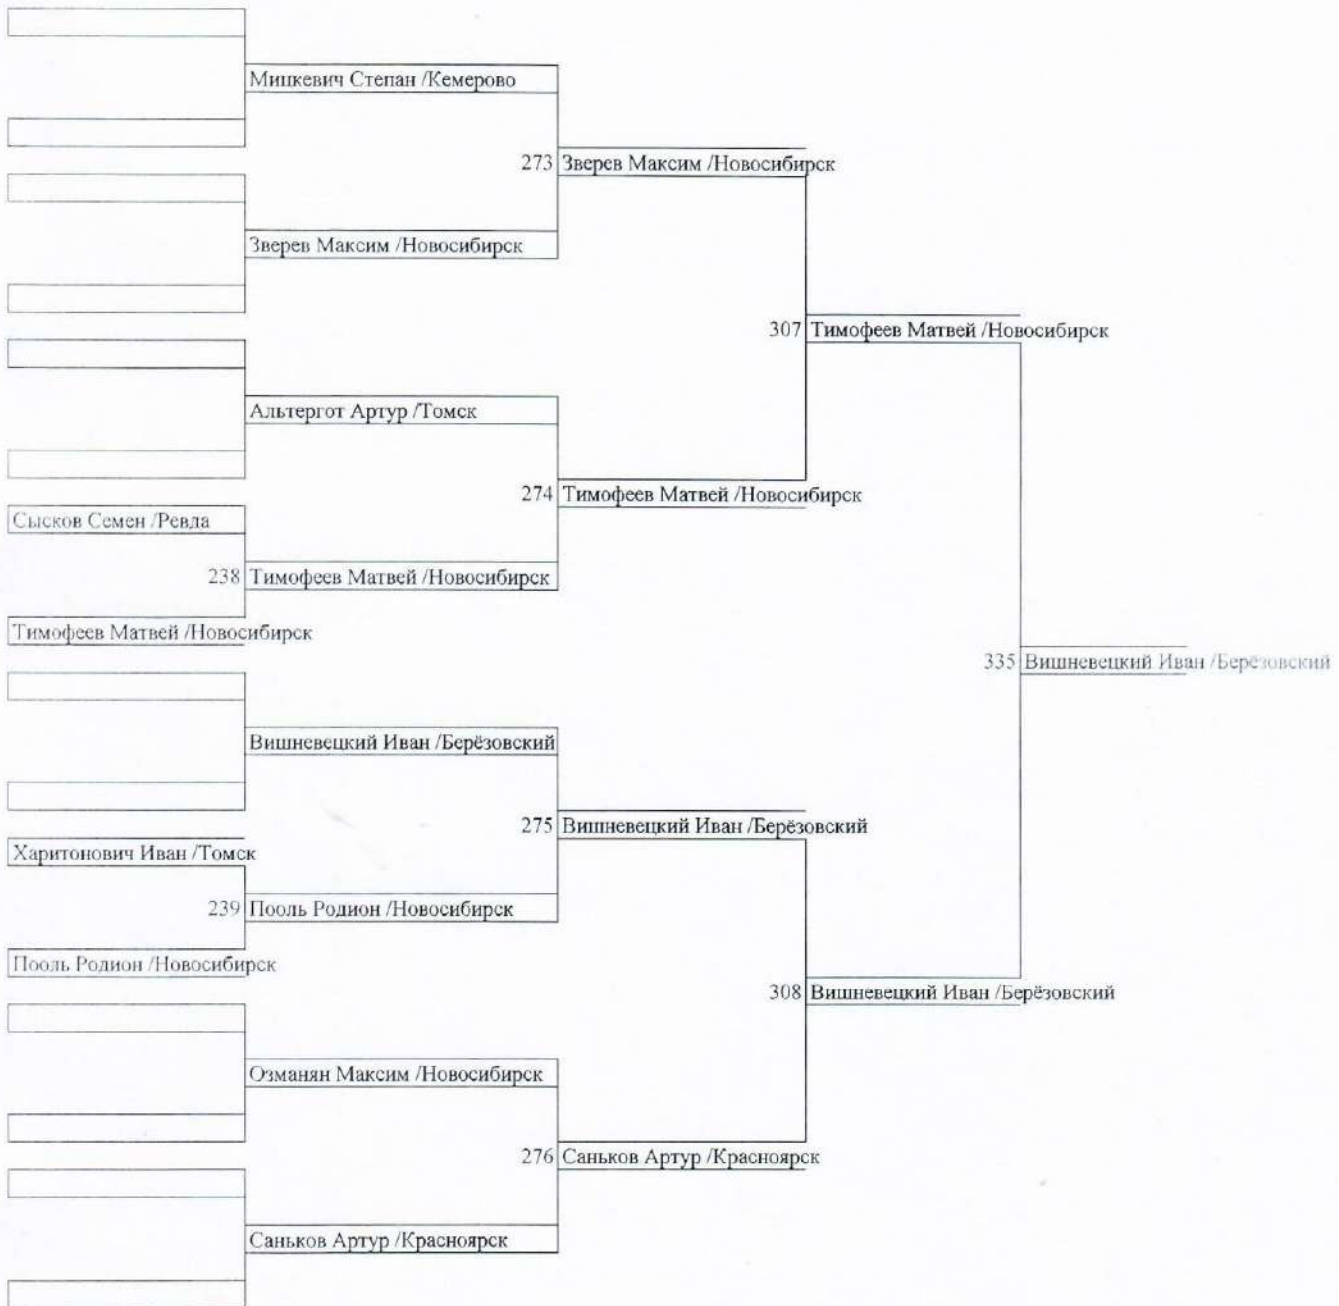 Мицкевич Степан /Кемерово
273 Зверев Максим /Новосибирск
Зверев Максим /Новосибирск
307 Тимофеев Матвей /Новосибирск
Альтергот Артур /Томск
274 Тимофеев Матвей /Новосибирск
Сысков Семен /Ревда
238 Тимофеев Матвей /Новосибирск
Тимофеев Матвей /Новосибирск
335 Вишневецкий Иван /Берёзовский
Вишневецкий Иван /Берёзовский
275 Вишневецкий Иван /Берёзовский
Харитонович Иван /Томск
239 Пооль Родион /Новосибирск
Пооль Родион /Новосибирск
308 Вишневецкий Иван /Берёзовский
Озманян Максим /Новосибирск
276 Саньков Артур /Красноярск
Саньков Артур /Красноярск